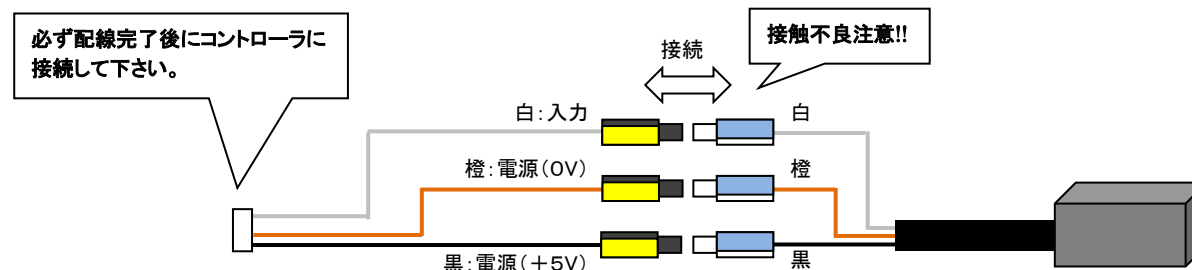 必ず配線完了後にコントローラに
接続して下さい。
接続
接触不良注意!!
白:入力
白
橙:電源(0V)
橙
黒:電源(+5V)
黒